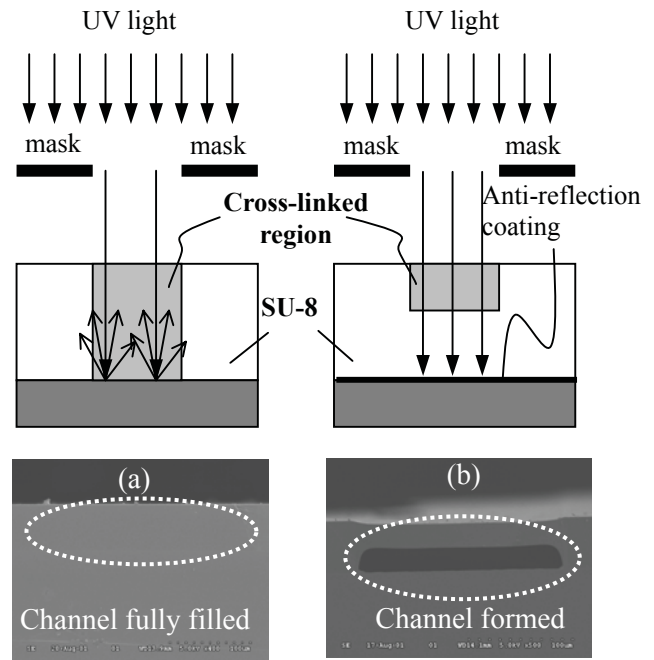 UV light
UV light
mask
mask
mask
mask
Cross-linked
region
Anti-reflection
coating
SU-8
(a)
(b)
Channel fully filled
Channel formed